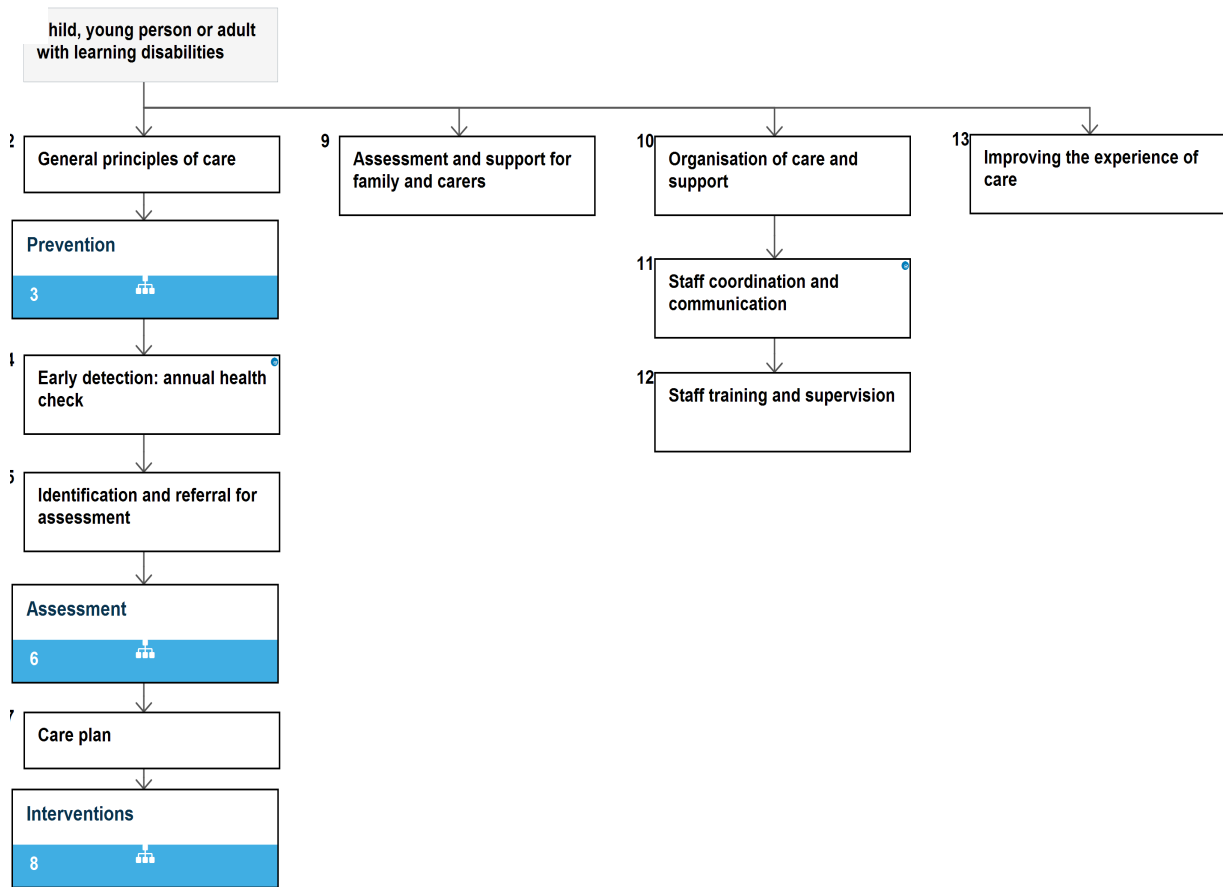 hild, young person or adult
with learning disabilities
2
General principles of care
Prevention
3
4
Early detection: annual health
check
5
Identification and referral for
assessment
Assessment
6
7
Care plan
Interventions
8
9
Assessment and support for
family and carers
10
Organisation of care and
support
11
Staff coordination and
communication
12
Staff training and supervision
13
Improving the experience of
care